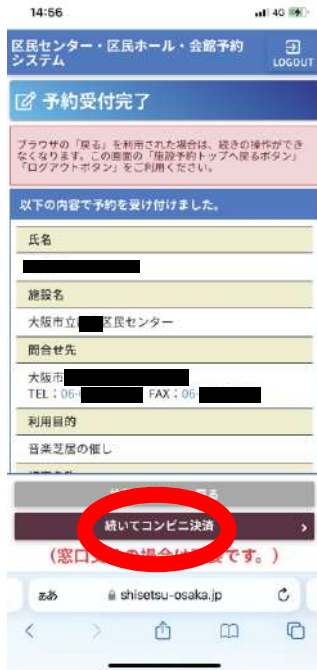 14:56
4G
区民センター・区民ホール・会館予約
システム
LOGOUT
予約受付完了
ブラウザの「戻る」を利用された場合は、続きの操作ができ
なくなります。この画面の「施設予約トップへ戻るボタン」
「ログアウトボタン」をご利用ください。
以下の内容で予約を受け付けました。
氏名
施設名
大阪市立 区民センター
問合せ先
大阪市
TEL:06- FAX:06-
利用目的
音楽芝居の催し
戻る
続いてコンビニ決済
(窓口 の場合は です。)
ああ
shisetsu-osaka.jp